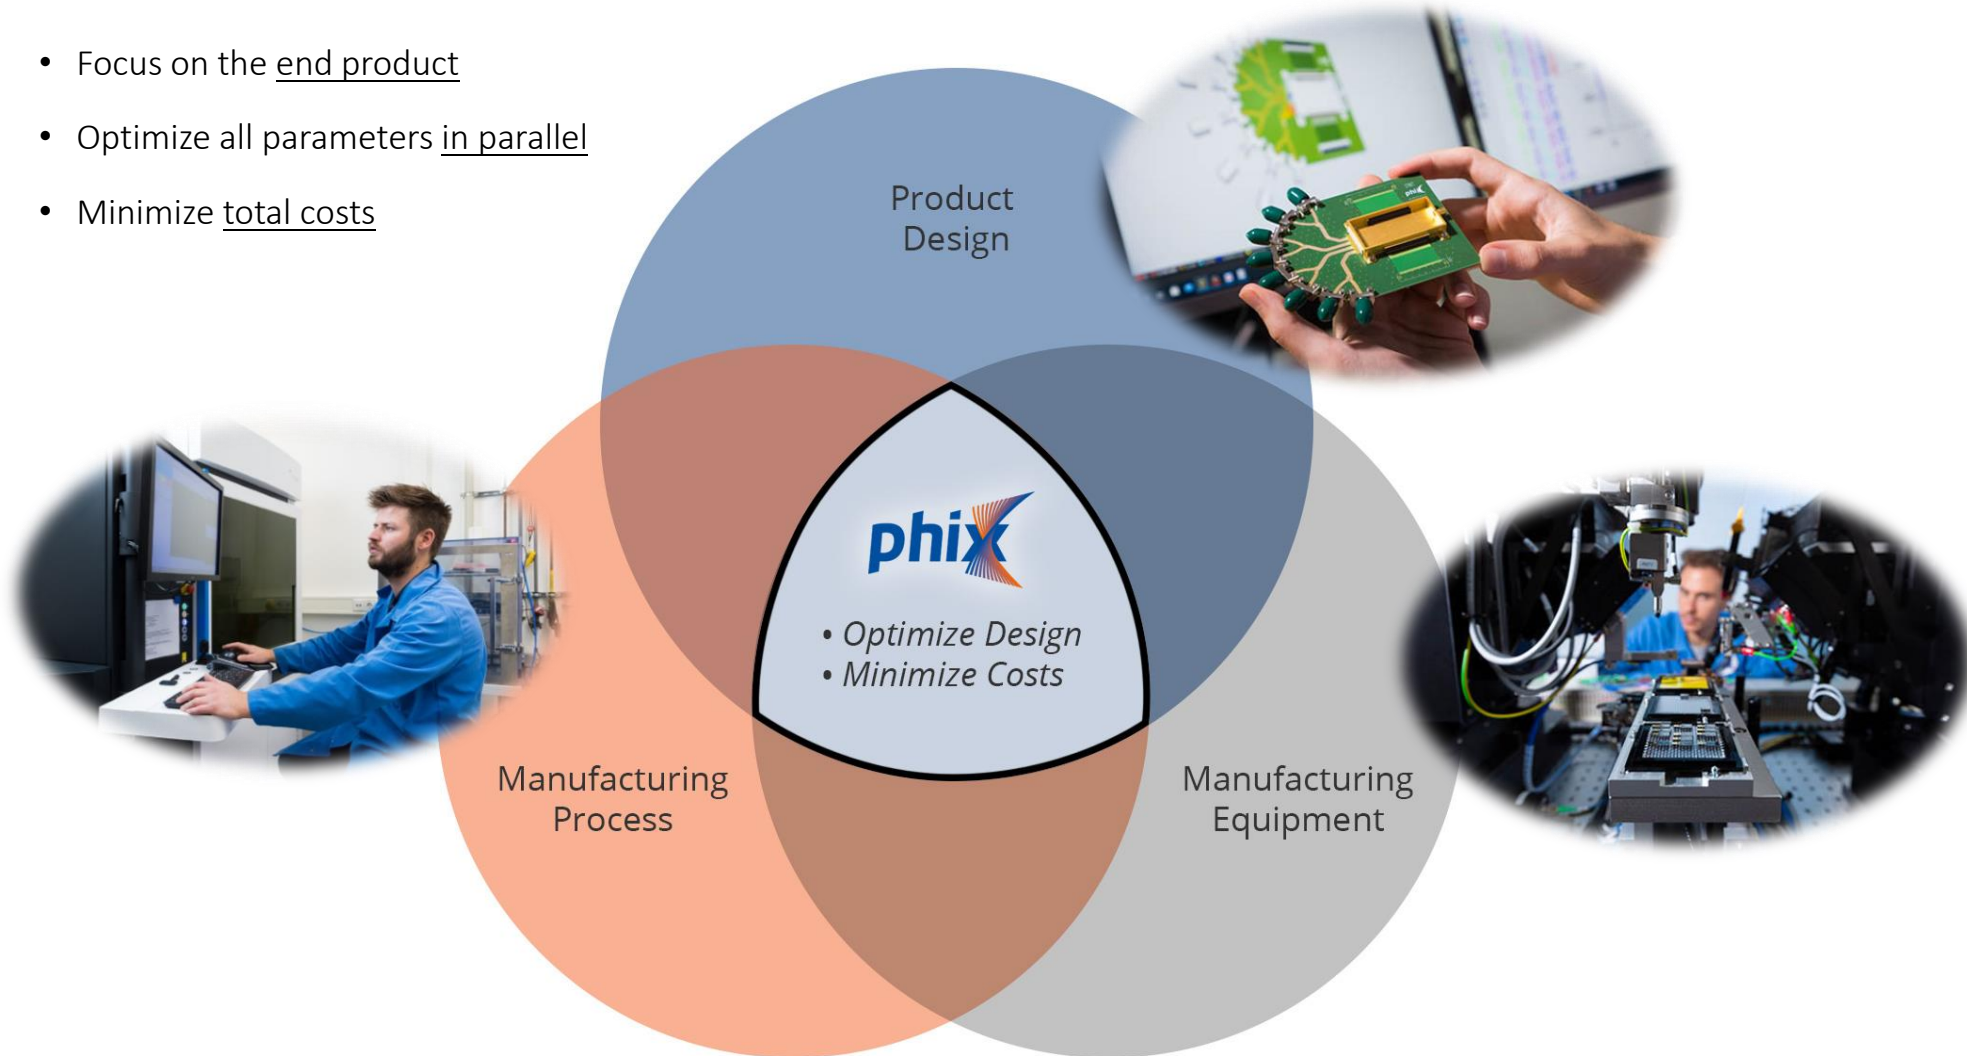 • Focus on the end product
• Optimize all parameters in parallel
• Minimize total costs
Product
Design
phix
• Optimize Design
• Minimize Costs
Manufacturing
Process
Manufacturing
Equipment
phix